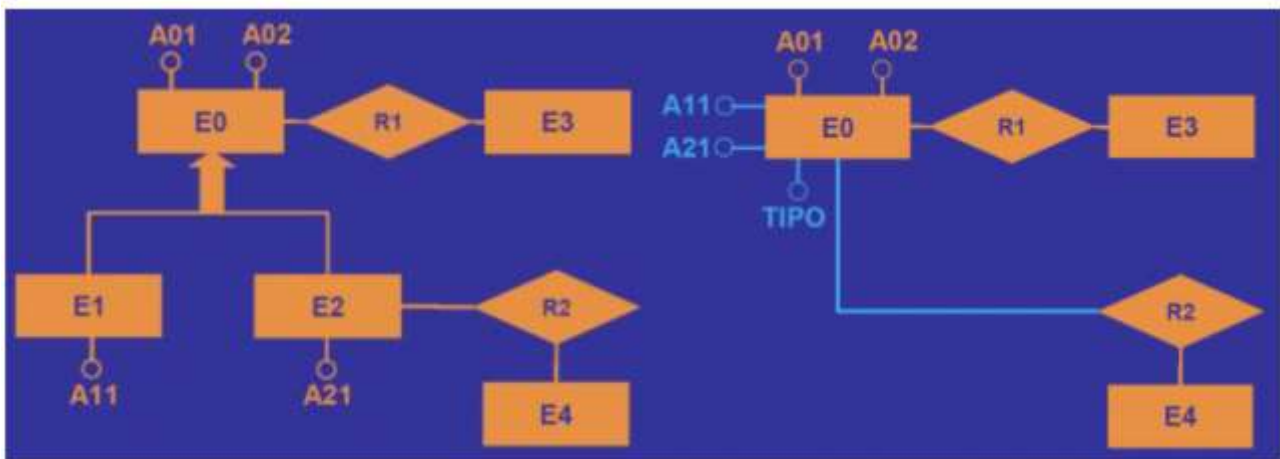 A01 A02
E0 R1 E3
E1 E2 R2
A11 A21
E4
A01 A02
A11
E0 R1 E3
A21
TIPO
R2
E4